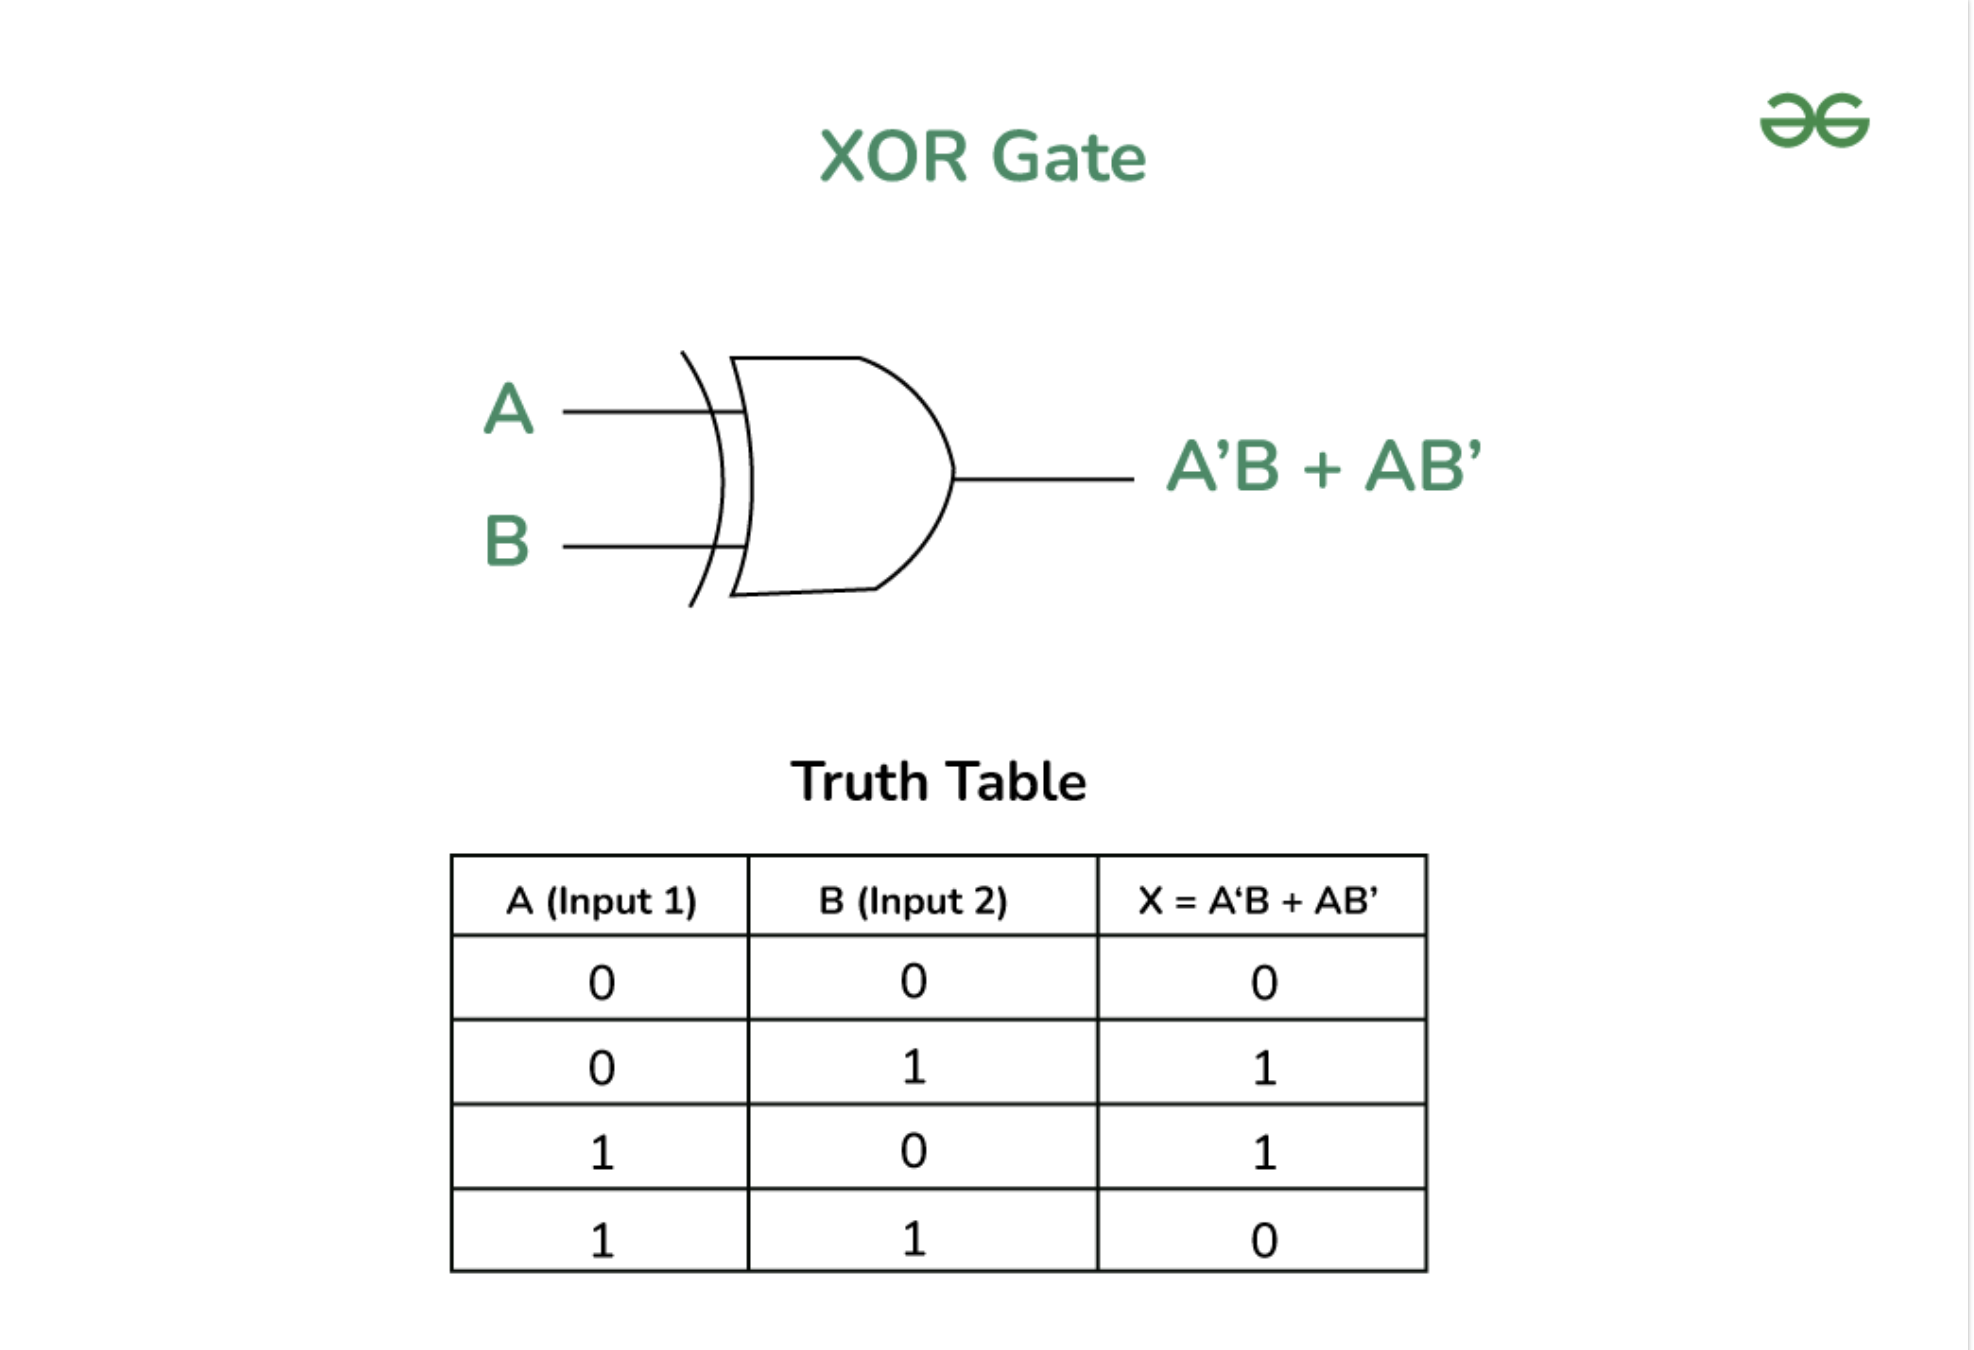 XOR Gate
A
A’B + AB’
B
Truth Table
A (Input 1) B (Input 2) X = A‘B + AB’
0 0 0
0 1 1
1 0 1
1 1 0